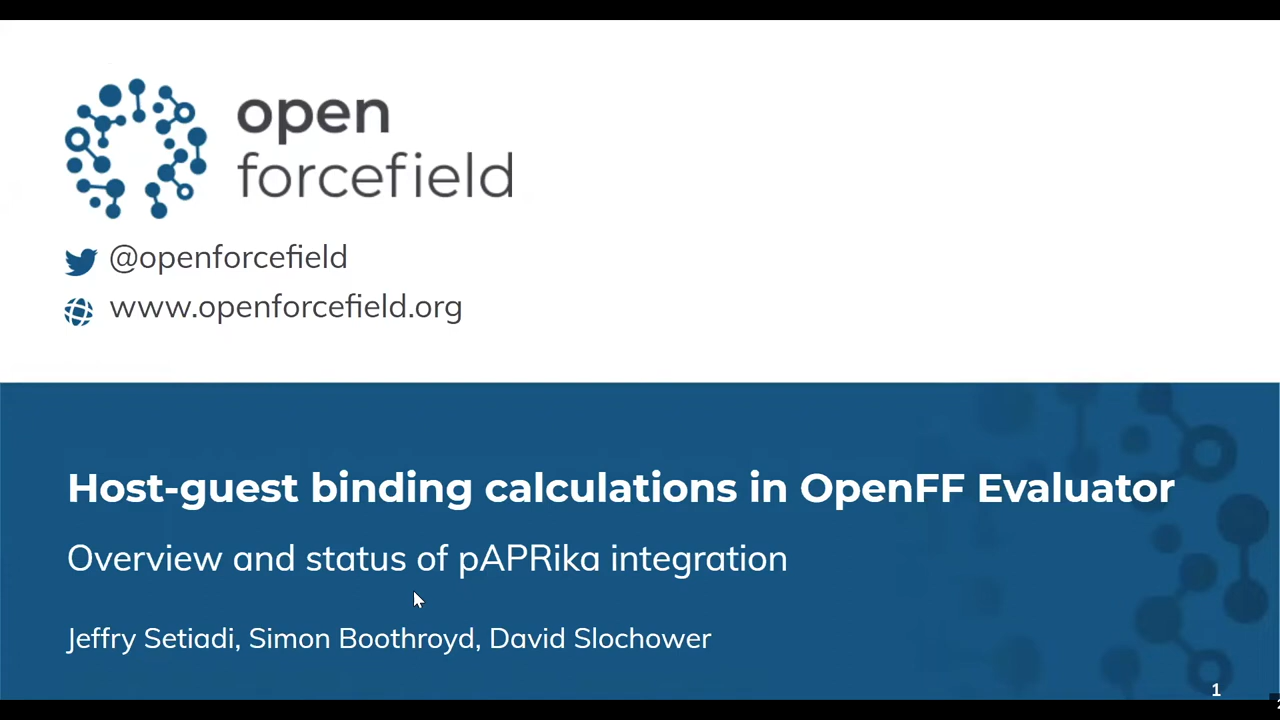 open
forcefield
@openforcefield
www.openforcefield.org
Host-guest binding calculations in OpenFF Evaluator
Overview and status of pAPRika integration
Jeffry Setiadi, Simon Boothroyd, David Slochower
1